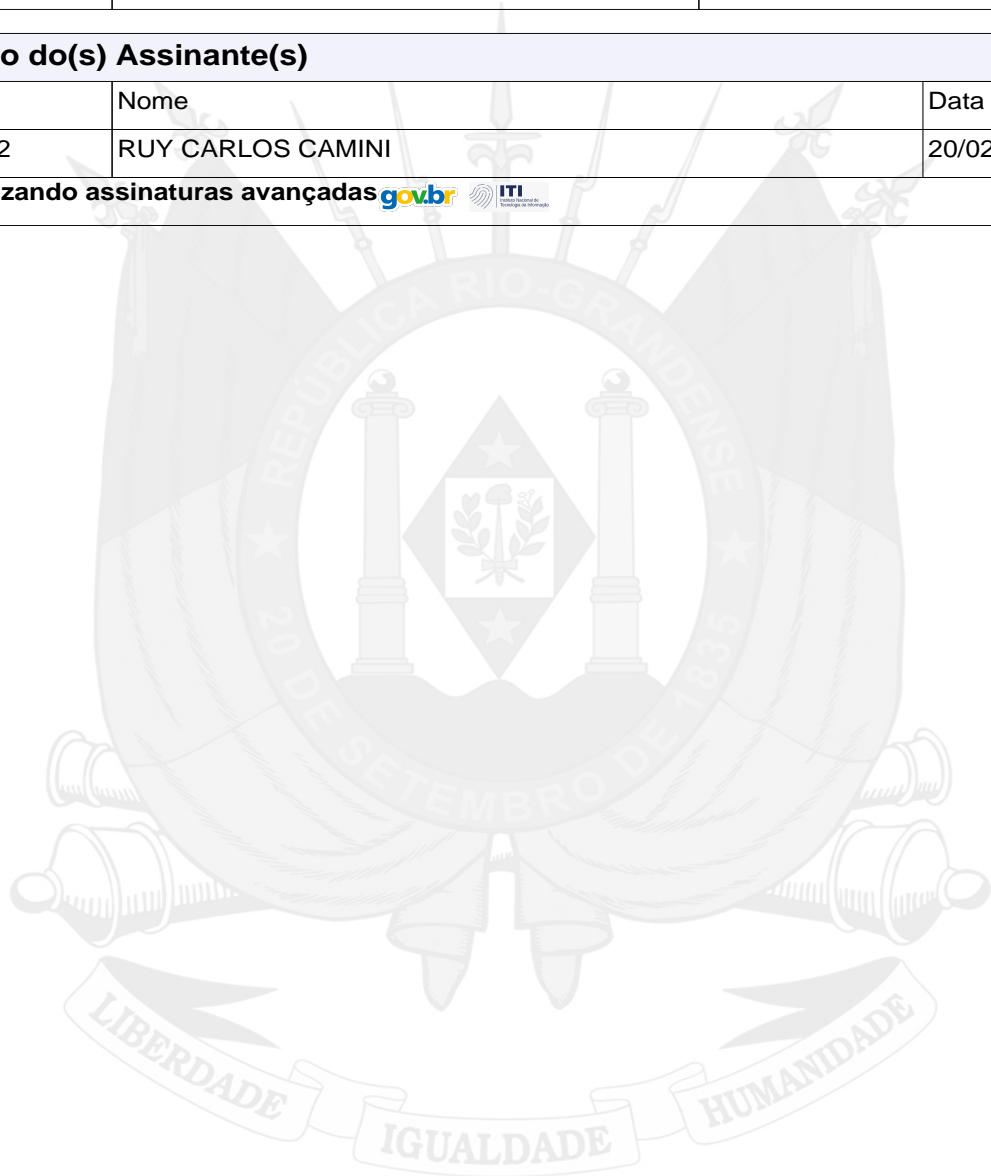 o do(s) Assinante(s)
Nome Data
2 RUY CARLOS CAMINI 20/02
zando assinaturas avançadas gov.br ITI
REPÚBLICA RIO-GRANDENSE
20 DE SETEMBRO DE 1835
LIBERDADE IGUALDADE HUMANIDADE